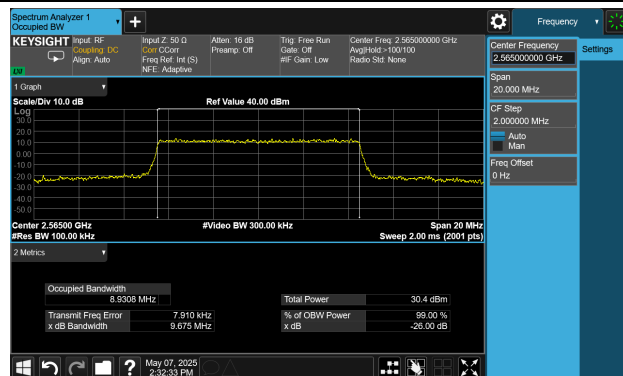 Spectrum Analyzer 1
Occupied BW
Frequency
KEYSIGHT
Input: RF
Coupling: DC
Align: Auto
Input Z: 50 Ω
Corr CCorr
Freq Ref: Int (S)
NFE: Adaptive
Atten: 16 dB
Preamp: Off
Trig: Free Run
Gate: Off
#IF Gain: Low
Center Freq: 2.565000000 GHz
Avg|Hold:>100/100
Radio Std: None
Center Frequency
2.565000000 GHz
Settings
Span
20.000 MHz
CF Step
2.000000 MHz
Auto
Man
Freq Offset
0 Hz
1 Graph
Scale/Div 10.0 dB
Ref Value 40.00 dBm
Log
30.0
20.0
10.0
0.00
-10.0
-20.0
-30.0
-40.0
-50.0
Center 2.56500 GHz
#Video BW 300.00 kHz
Span 20 MHz
#Res BW 100.00 kHz
Sweep 2.00 ms (2001 pts)
2 Metrics
Occupied Bandwidth
8.9308 MHz
Total Power
30.4 dBm
Transmit Freq Error
7.910 kHz
% of OBW Power
99.00 %
x dB Bandwidth
9.675 MHz
x dB
-26.00 dB
?
May 07, 2025
2:32:33 PM